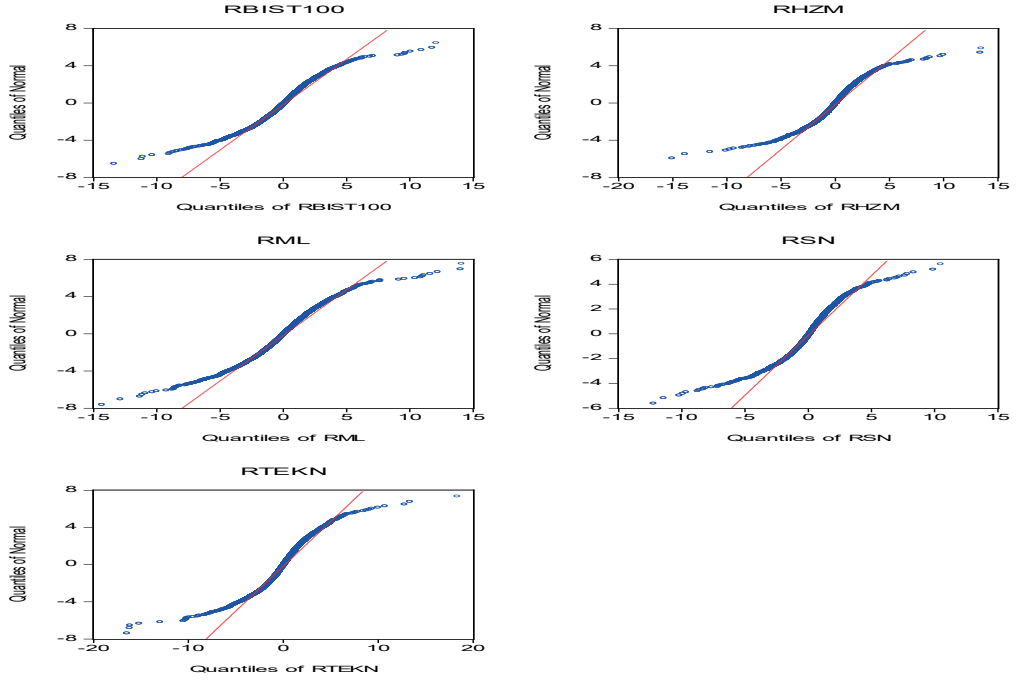 RBIST100
8
4
0
-4
-8
Quantiles of Normal
-15 -10 -5 0 5 10 15
Quantiles of RBIST100
RHZM
8
4
0
-4
-8
Quantiles of Normal
-20 -15 -10 -5 0 5 10 15
Quantiles of RHZM
RML
8
4
0
-4
-8
Quantiles of Normal
-15 -10 -5 0 5 10 15
Quantiles of RML
RSN
6
4
2
0
-2
-4
-6
Quantiles of Normal
-15 -10 -5 0 5 10 15
Quantiles of RSN
RTEKN
8
4
0
-4
-8
Quantiles of Normal
-20 -10 0 10 20
Quantiles of RTEKN